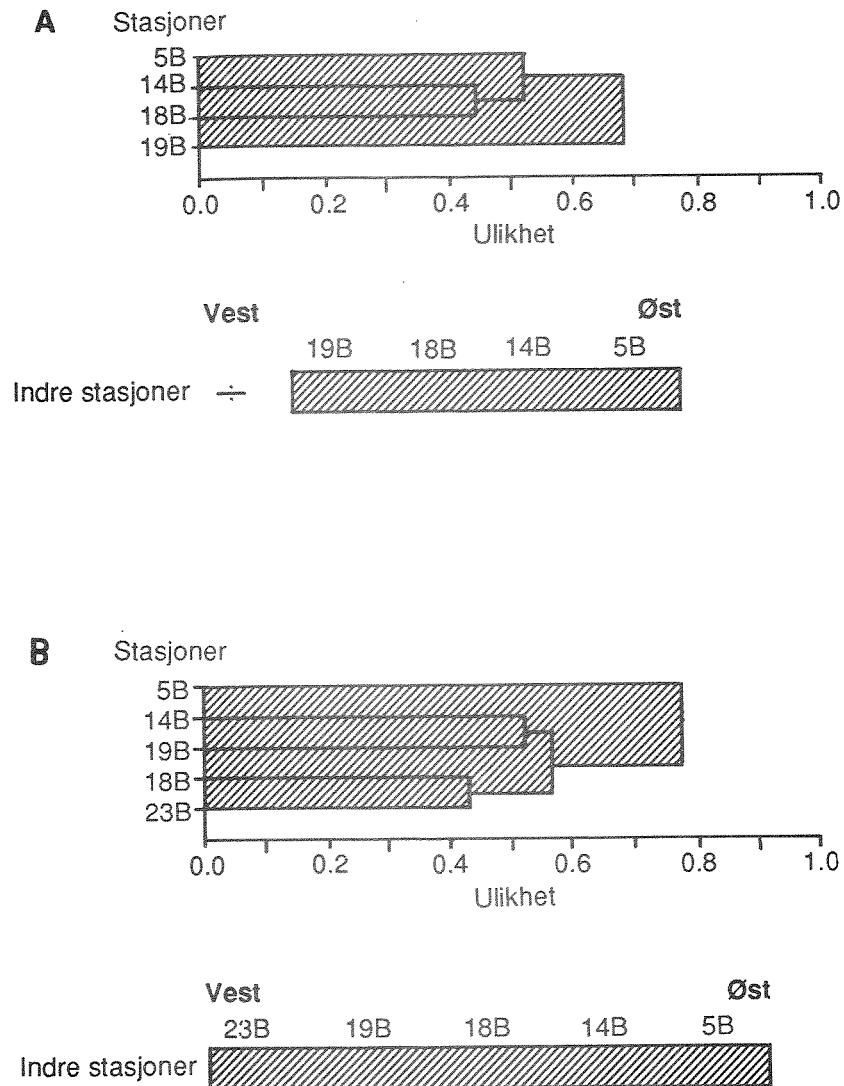 A Stasjoner
5B
14B
18B
19B
0.0 0.2 0.4 0.6 0.8 1.0
Ulikhet
Vest Øst
19B 18B 14B 5B
Indre stasjoner ÷
B Stasjoner
5B
14B
19B
18B
23B
0.0 0.2 0.4 0.6 0.8 1.0
Ulikhet
Vest Øst
23B 19B 18B 14B 5B
Indre stasjoner